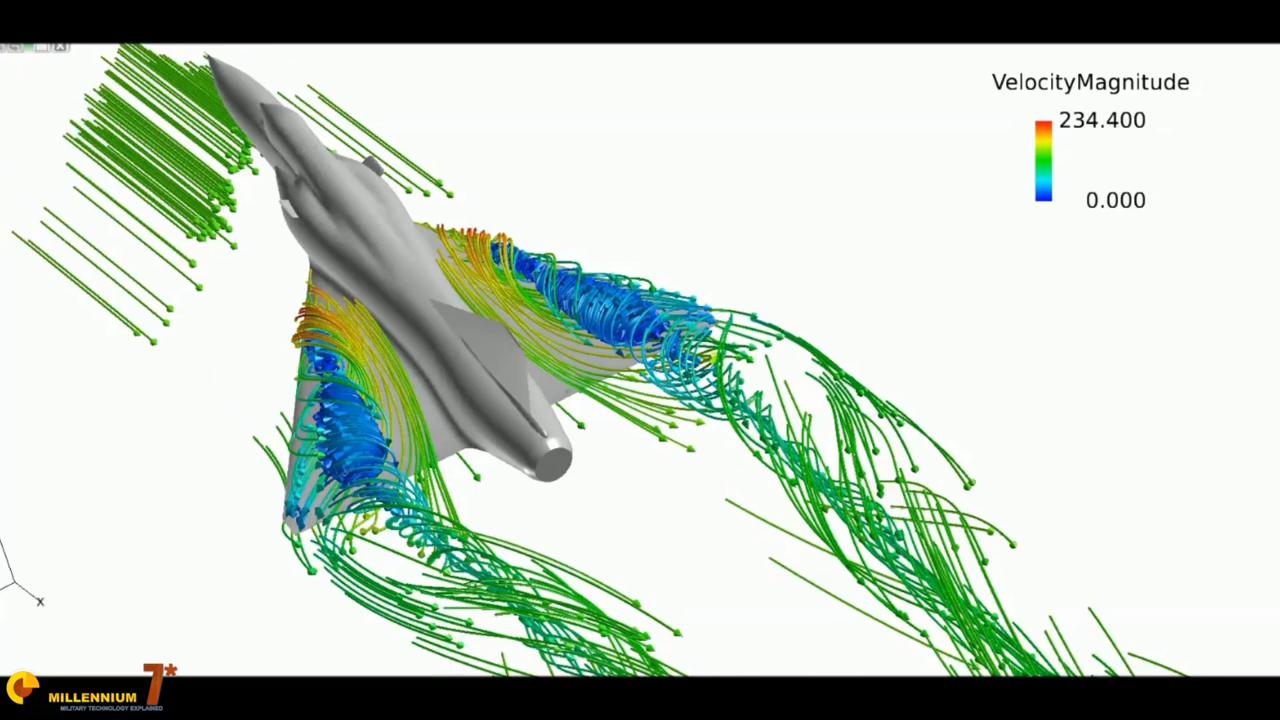 VelocityMagnitude
234.400
0.000
x
7*
MILLENNIUM
MILITARY TECHNOLOGY EXPLAINED